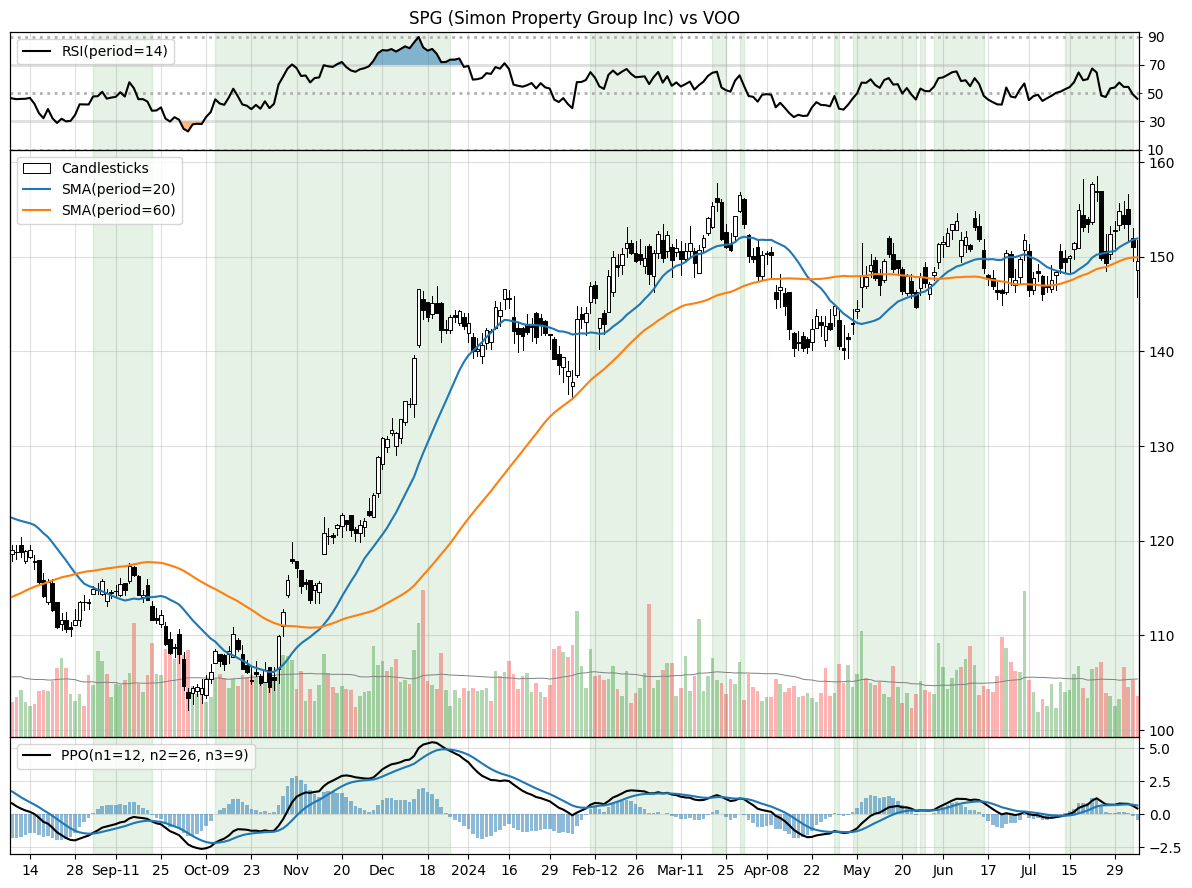 SPG (Simon Property Group Inc) vs VOO
RSI(period=14)
90
70
50
30
10
Candlesticks
SMA(period=20)
SMA(period=60)
160
150
140
130
120
110
100
PPO(n1=12, n2=26, n3=9)
5.0
2.5
0.0
−2.5
14 28 Sep-11 25 Oct-09 23 Nov 20 Dec 18 2024 16 29 Feb-12 26 Mar-11 25 Apr-08 22 May 20 Jun 17 Jul 15 29